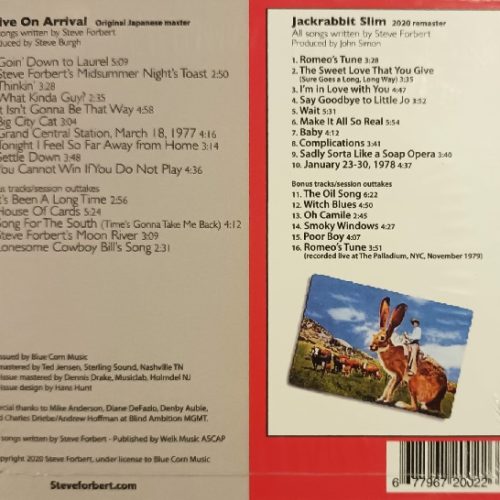 ive On Arrival Original Japanese master
songs written by Steve Forbert
duced by Steve Burgh
Goin' Down to Laurel 5:09
Steve Forbert's Midsummer Night's Toast 2:50
Thinkin' 3:28
What Kinda Guy? 2:35
It Isn't Gonna Be That Way 4:58
Big City Cat 3:04
Grand Central Station, March 18, 1977 4:16
Tonight I Feel So Far Away from Home 3:14
Settle Down 3:48
You Cannot Win If You Do Not Play 4:36
us tracks/session outtakes
It's Been A Long Time 2:56
House Of Cards 5:24
Song For The South (Time's Gonna Take Me Back) 4:12
Steve Forbert's Moon River 3:09
Lonesome Cowboy Bill's Song 2:31
issued by Blue Corn Music
mastered by Ted Jensen, Sterling Sound, Nashville TN
issue mastered by Dennis Drake, Musiclab, Holmdel NJ
issue design by Hans Hunt
cial thanks to Mike Anderson, Diane DeFazio, Denby Auble,
d Charles Driebe/Andrew Hoffman at Blind Ambition MGMT.
songs written by Steve Forbert - Published by Welk Music ASCAP
opyright 2020 Steve Forbert, under license to Blue Corn Music
Steveforbert.com
Jackrabbit Slim 2020 remaster
All songs written by Steve Forbert
Produced by John Simon
1. Romeo's Tune 3:28
2. The Sweet Love That You Give
(Sure Goes a Long, Long Way) 3:35
3. I'm in Love with You 4:47
4. Say Goodbye to Little Jo 3:52
5. Wait 5:31
6. Make It All So Real 5:54
7. Baby 4:12
8. Complications 3:41
9. Sadly Sorta Like a Soap Opera 3:40
10. January 23-30, 1978 4:37
Bonus tracks/session outtakes
11. The Oil Song 6:22
12. Witch Blues 4:50
13. Oh Camile 2:45
14. Smoky Windows 4:27
15. Poor Boy 4:07
16. Romeo's Tune 3:51
(recorded live at The Palladium, NYC, November 1979)
6 77967 20022